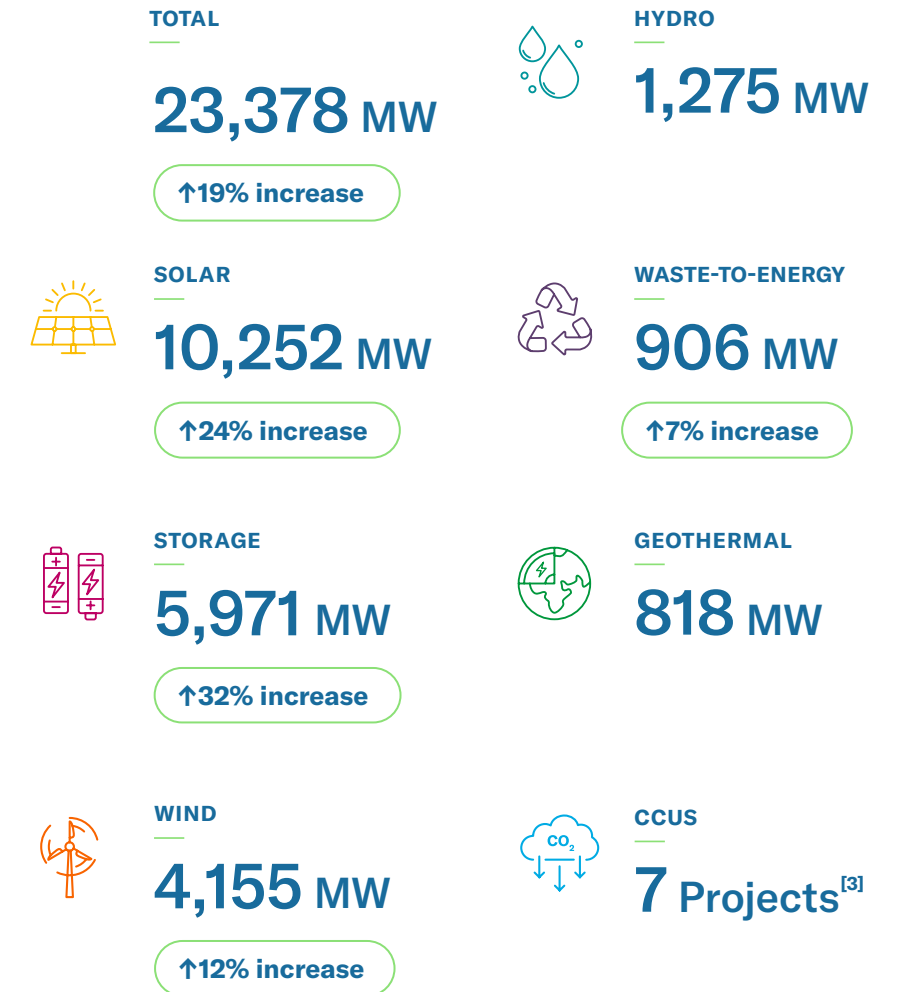 TOTAL
23,378 MW
↑19% increase
HYDRO
1,275 MW
SOLAR
10,252 MW
↑24% increase
WASTE-TO-ENERGY
906 MW
↑7% increase
STORAGE
5,971 MW
↑32% increase
GEOTHERMAL
818 MW
WIND
4,155 MW
↑12% increase
CO2
CCUS
7 Projects[3]